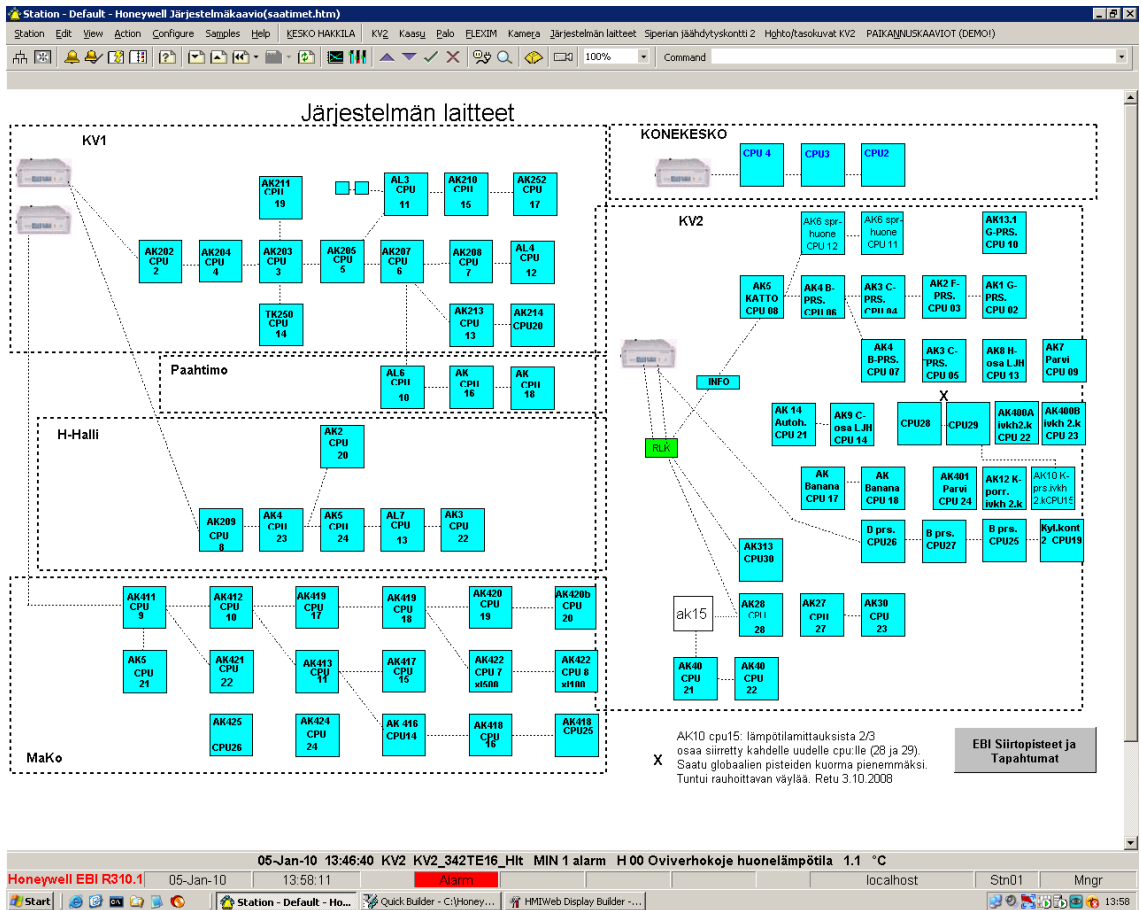 Station - Default - Honeywell Järjestelmäkaavio(saatimet.htm)
Station Edit View Action Configure Samples Help KESKO HAKKILA KV2 Kaasu Palo FLEXIM Kamera Järjestelmän laitteet Siperian jäähdytyskontti 2 Hghto/tasokuvat KV2 PAIKANNUSKAAVIOT (DEMO!)
100% Command
Järjestelmän laitteet
KV1
AK211 CPU 19
AL3 CPU 11
AK210 CPU 15
AK252 CPU 17
AK202 CPU 2
AK204 CPU 4
AK203 CPU 3
AK205 CPU 5
AK207 CPU 6
AK208 CPU 7
AL4 CPU 12
TK250 CPU 14
AK213 CPU 13
AK214 CPU20
Paahtimo
AL6 CPU 10
AK CPU 16
AK CPU 18
H-Halli
AK2 CPU 20
AK209 CPU 8
AK4 CPU 23
AK5 CPU 24
AL7 CPU 13
AK3 CPU 22
AK411 CPU 9
AK412 CPU 10
AK419 CPU 17
AK419 CPU 18
AK420 CPU 19
AK420b CPU 20
AK5 CPU 21
AK421 CPU 22
AK413 CPU 11
AK417 CPU 15
AK422 CPU 7 xl500
AK422 CPU 8 xl100
AK425 CPU26
AK424 CPU 24
AK 416 CPU14
AK418 CPU 16
AK418 CPU25
MaKo
KONEKESKO
CPU 4
CPU3
CPU2
KV2
AK6 spr-huone CPU 12
AK6 spr-huone CPU 11
AK13.1 G-PRS. CPU 10
AK5 KATTO CPU 08
AK4 B-PRS. CPU 06
AK3 C-PRS. CPU 04
AK2 F-PRS. CPU 03
AK1 G-PRS. CPU 02
AK4 B-PRS. CPU 07
AK3 C-PRS. CPU 05
AK8 H-osa LJH CPU 13
AK7 Parvi CPU 09
INFO
X
AK 14 Autoh. CPU 21
AK9 C-osa LJH CPU 14
CPU28
CPU29
AK400A ivkh2.k CPU 22
AK400B ivkh 2.k CPU 23
RLK
AK Banana CPU 17
AK Banana CPU 18
AK401 Parvi CPU 24
AK12 K-porr. ivkh 2.k
AK10 K-prs.ivkh 2.kCPU15
B prs. CPU26
B prs. CPU27
B prs. CPU25
Kyl.kont 2 CPU19
AK313 CPU30
ak15
AK28 CPU 28
AK27 CPU 27
AK30 CPU 23
AK40 CPU 21
AK40 CPU 22
X
AK10 cpu15: lämpötilamittauksista 2/3
osaa siirretty kahdelle uudelle cpu:lle (28 ja 29).
Saatu globaalien pisteiden kuorma pienemmäksi.
Tuntui rauhoittavan väylää. Retu 3.10.2008
EBI Siirtopisteet ja
Tapahtumat
05-Jan-10 13:46:40 KV2 KV2_342TE16_Hlt MIN 1 alarm H 00 Oviverhokoje huonelämpötila 1.1 °C
Honeywell EBI R310.1 05-Jan-10 13:58:11 Alarm localhost Stn01 Mngr
Start Station - Default - Ho... Quick Builder - C:\Honey... HMIWeb Display Builder -... 13:58